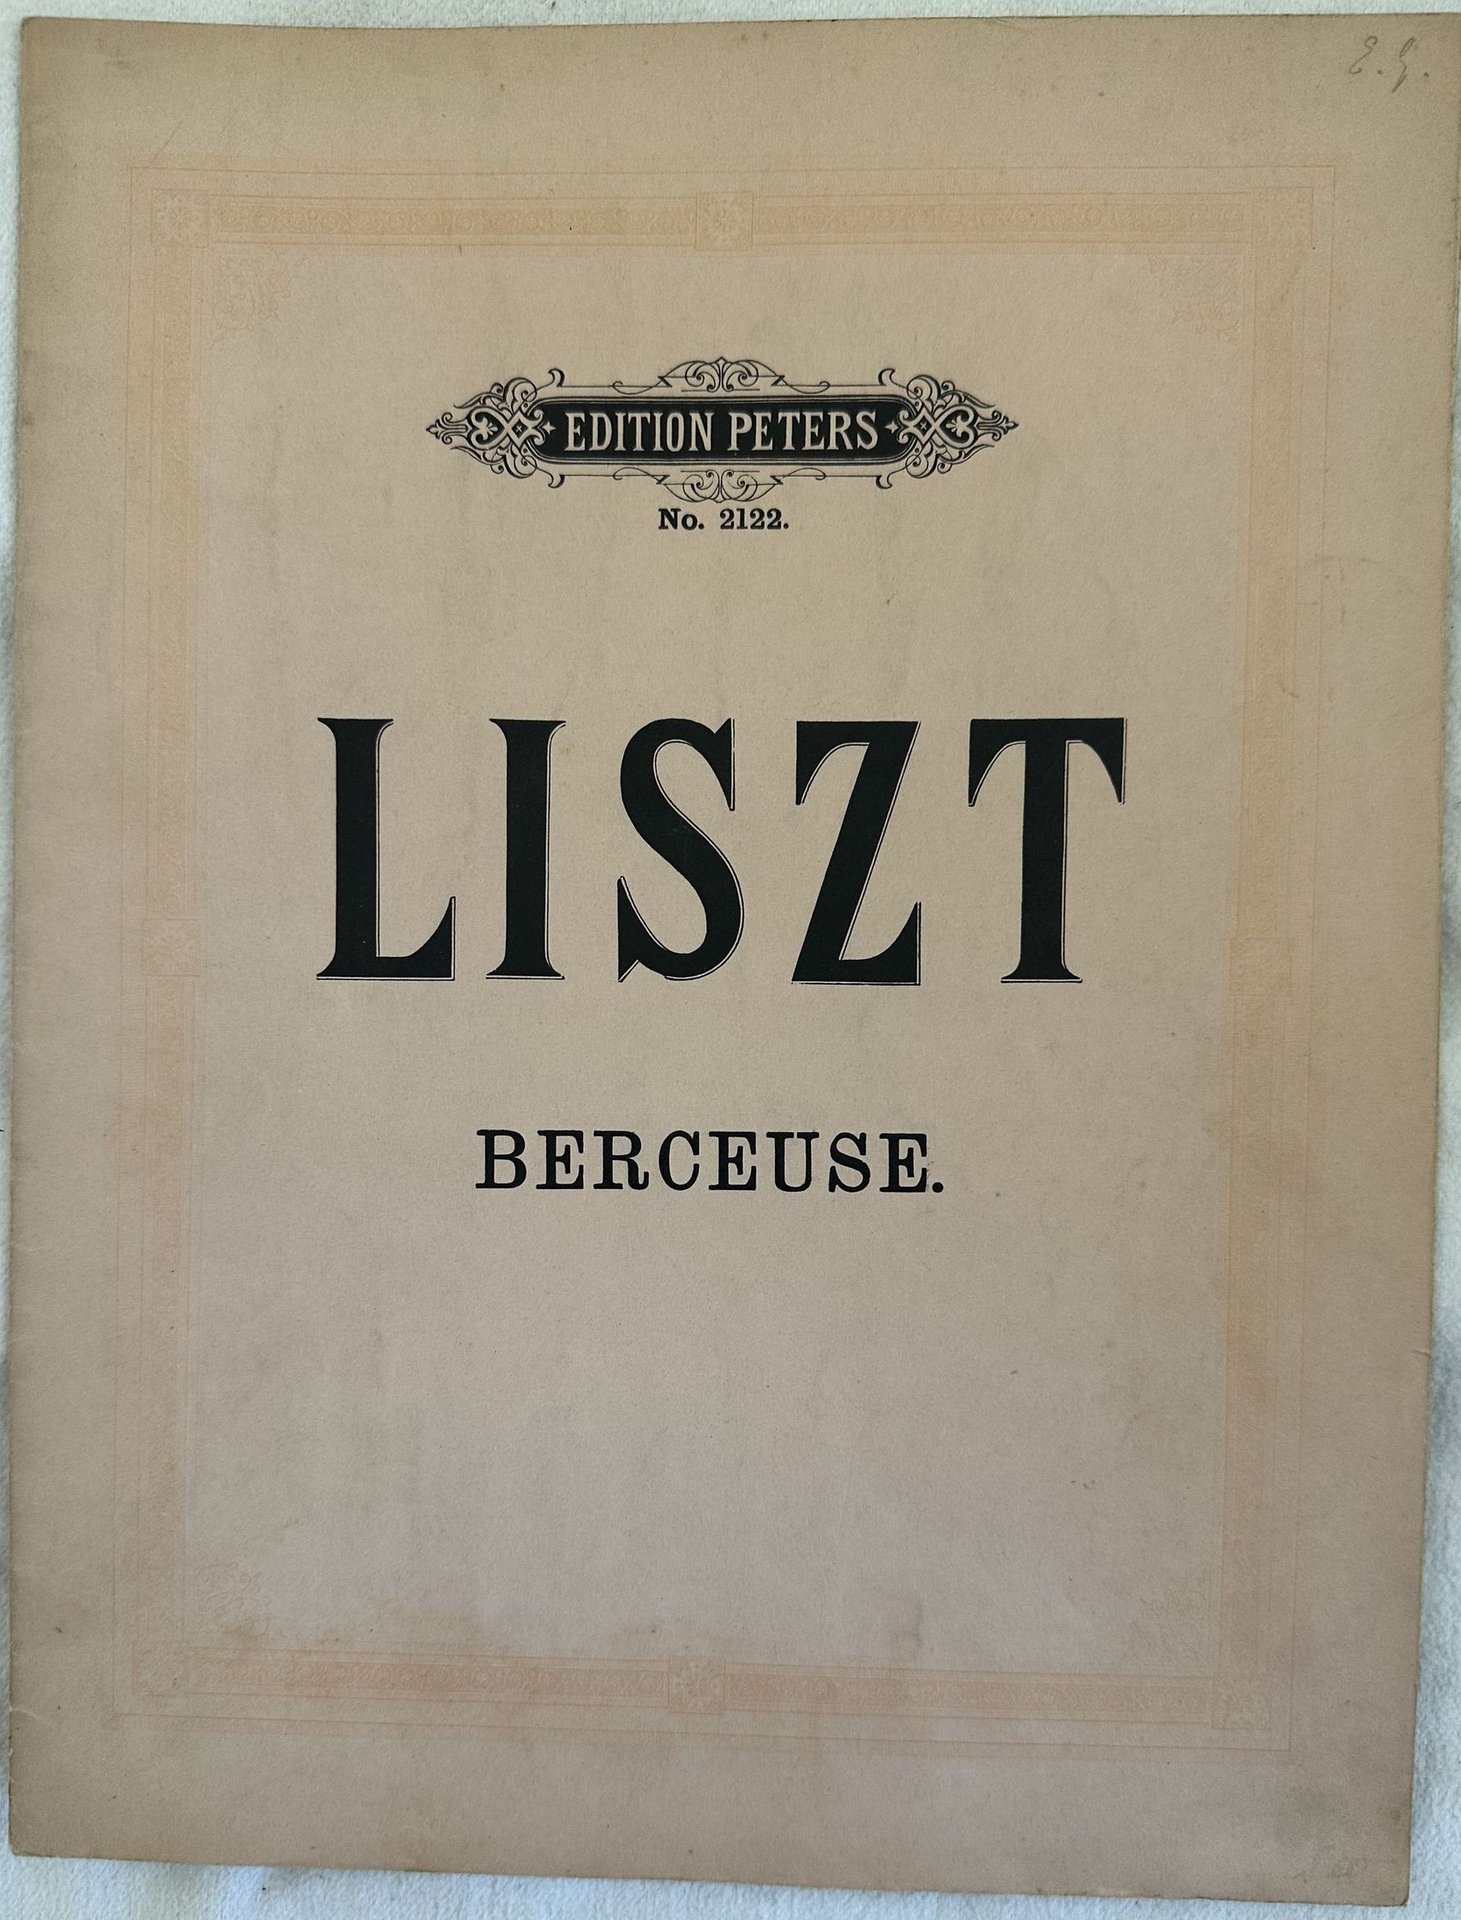 E. G.
EDITION PETERS
No. 2122.
LISZT
BERCEUSE.